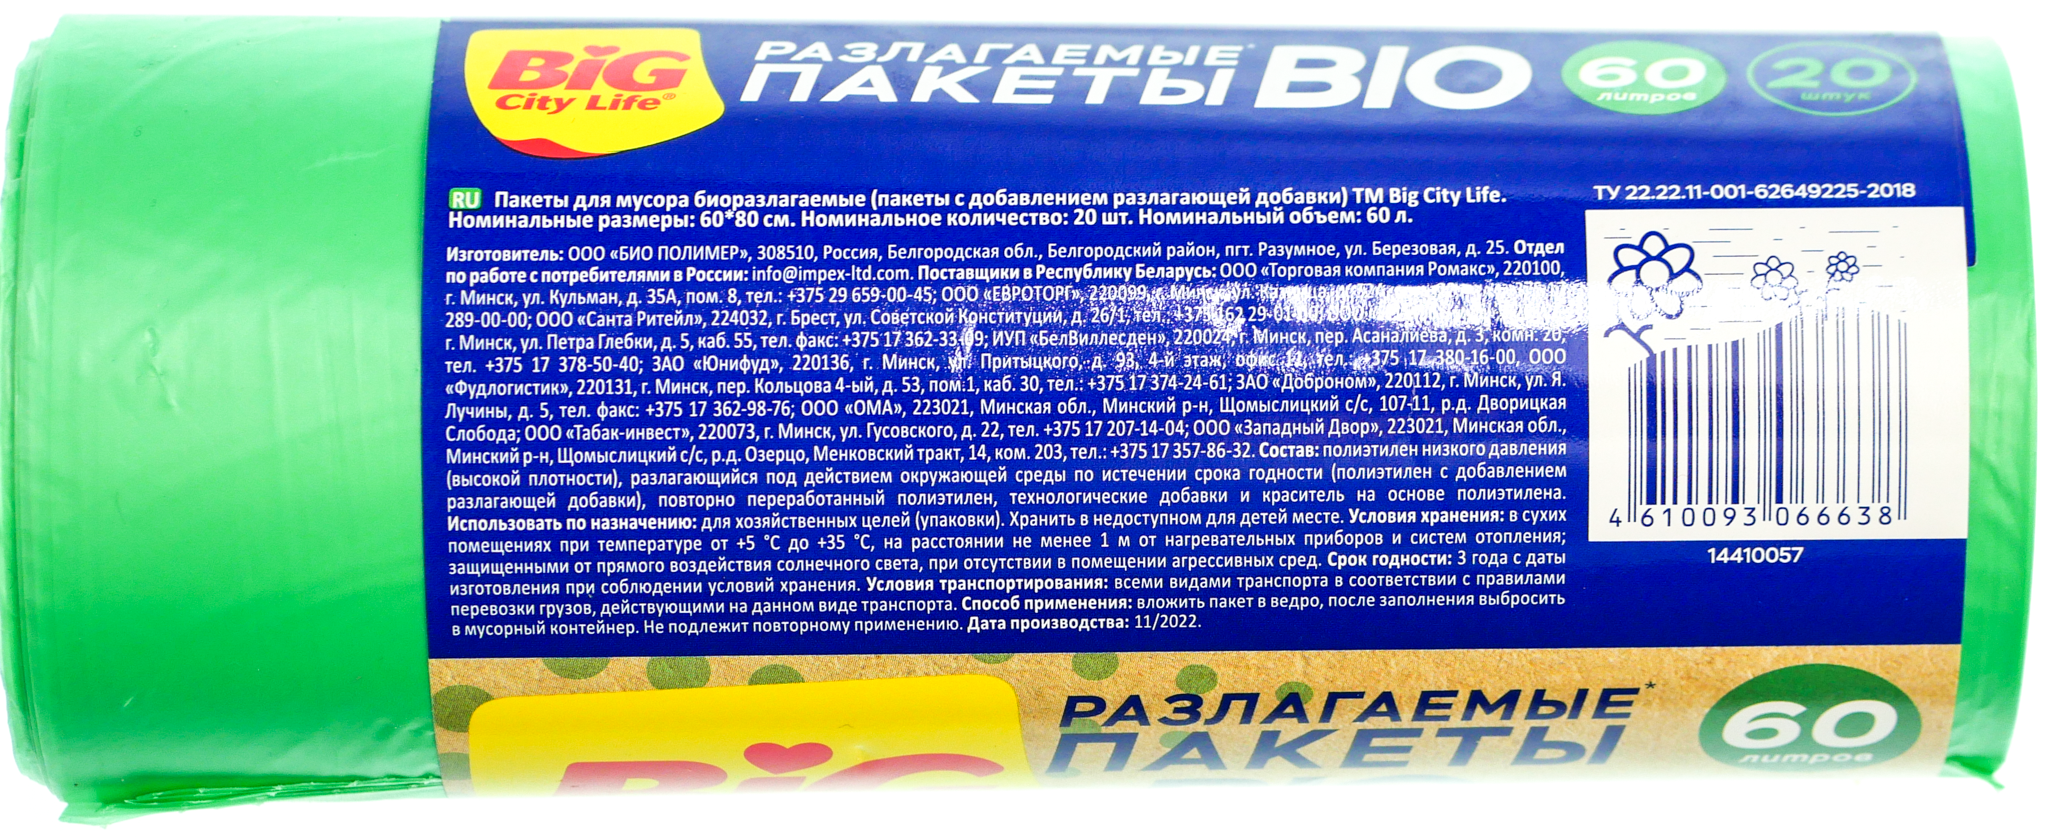 BiG
City Life®
РАЗЛАГАЕМЫЕ*
ПАКЕТЫ BIO
60
литров
20
штук
RU Пакеты для мусора биоразлагаемые (пакеты с добавлением разлагающей добавки) ТМ Big City Life.
Номинальные размеры: 60*80 см. Номинальное количество: 20 шт. Номинальный объем: 60 л.
Изготовитель: ООО «БИО ПОЛИМЕР», 308510, Россия, Белгородская обл., Белгородский район, пгт. Разумное, ул. Березовая, д. 25. Отдел
по работе с потребителями в России: info@impex-ltd.com. Поставщики в Республику Беларусь: ООО «Торговая компания Ромакс», 220100,
г. Минск, ул. Кульман, д. 35А, пом. 8, тел.: +375 29 659-00-45; ООО «ЕВРОТОРГ», 220099, г. Минск, ул.
289-00-00; ООО «Санта Ритейл», 224032, г. Брест, ул. Советской Конституции, д. 26/1, тел.: +375 162 ООО
г. Минск, ул. Петра Глебки, д. 5, каб. 55, тел. факс: +375 17 ИУП «БелВиллесден», 220024, г. Минск, пер. Асаналиева, д. 3, комн. 26,
тел. +375 17 378-50-40; ЗАО «Юнифуд», 220136, г. Минск, ул. Притыцкого, д. 93, 4-й этаж, офис тел.: +375 17 380-16-00, ООО
«Фудлогистик», 220131, г. Минск, пер. Кольцова 4-ый, д. 53, пом.1, каб. 30, тел.: +375 17 374-24-61; ЗАО «Доброном», 220112, г. Минск, ул. Я.
Лучины, д. 5, тел. факс: +375 17 362-98-76; ООО «ОМА», 223021, Минская обл., Минский р-н, Щомыслицкий с/с, 107-11, р.д. Дворицкая
Слобода; ООО «Табак-инвест», 220073, г. Минск, ул. Гусовского, д. 22, тел. +375 17 207-14-04; ООО «Западный Двор», 223021, Минская обл.,
Минский р-н, Щомыслицкий с/с, р.д. Озерцо, Менковский тракт, 14, ком. 203, тел.: +375 17 357-86-32. Состав: полиэтилен низкого давления
(высокой плотности), разлагающийся под действием окружающей среды по истечении срока годности (полиэтилен с добавлением
разлагающей добавки), повторно переработанный полиэтилен, технологические добавки и краситель на основе полиэтилена.
Использовать по назначению: для хозяйственных целей (упаковки). Хранить в недоступном для детей месте. Условия хранения: в сухих
помещениях при температуре от +5 °С до +35 °С, на расстоянии не менее 1 м от нагревательных приборов и систем отопления;
защищенными от прямого воздействия солнечного света, при отсутствии в помещении агрессивных сред. Срок годности: 3 года с даты
изготовления при соблюдении условий хранения. Условия транспортирования: всеми видами транспорта в соответствии с правилами
перевозки грузов, действующими на данном виде транспорта. Способ применения: вложить пакет в ведро, после заполнения выбросить
в мусорный контейнер. Не подлежит повторному применению. Дата производства: 11/2022.
ТУ 22.22.11-001-62649225-2018
4 610093 066638
14410057
BiG
РАЗЛАГАЕМЫЕ*
ПАКЕТЫ
60
литров